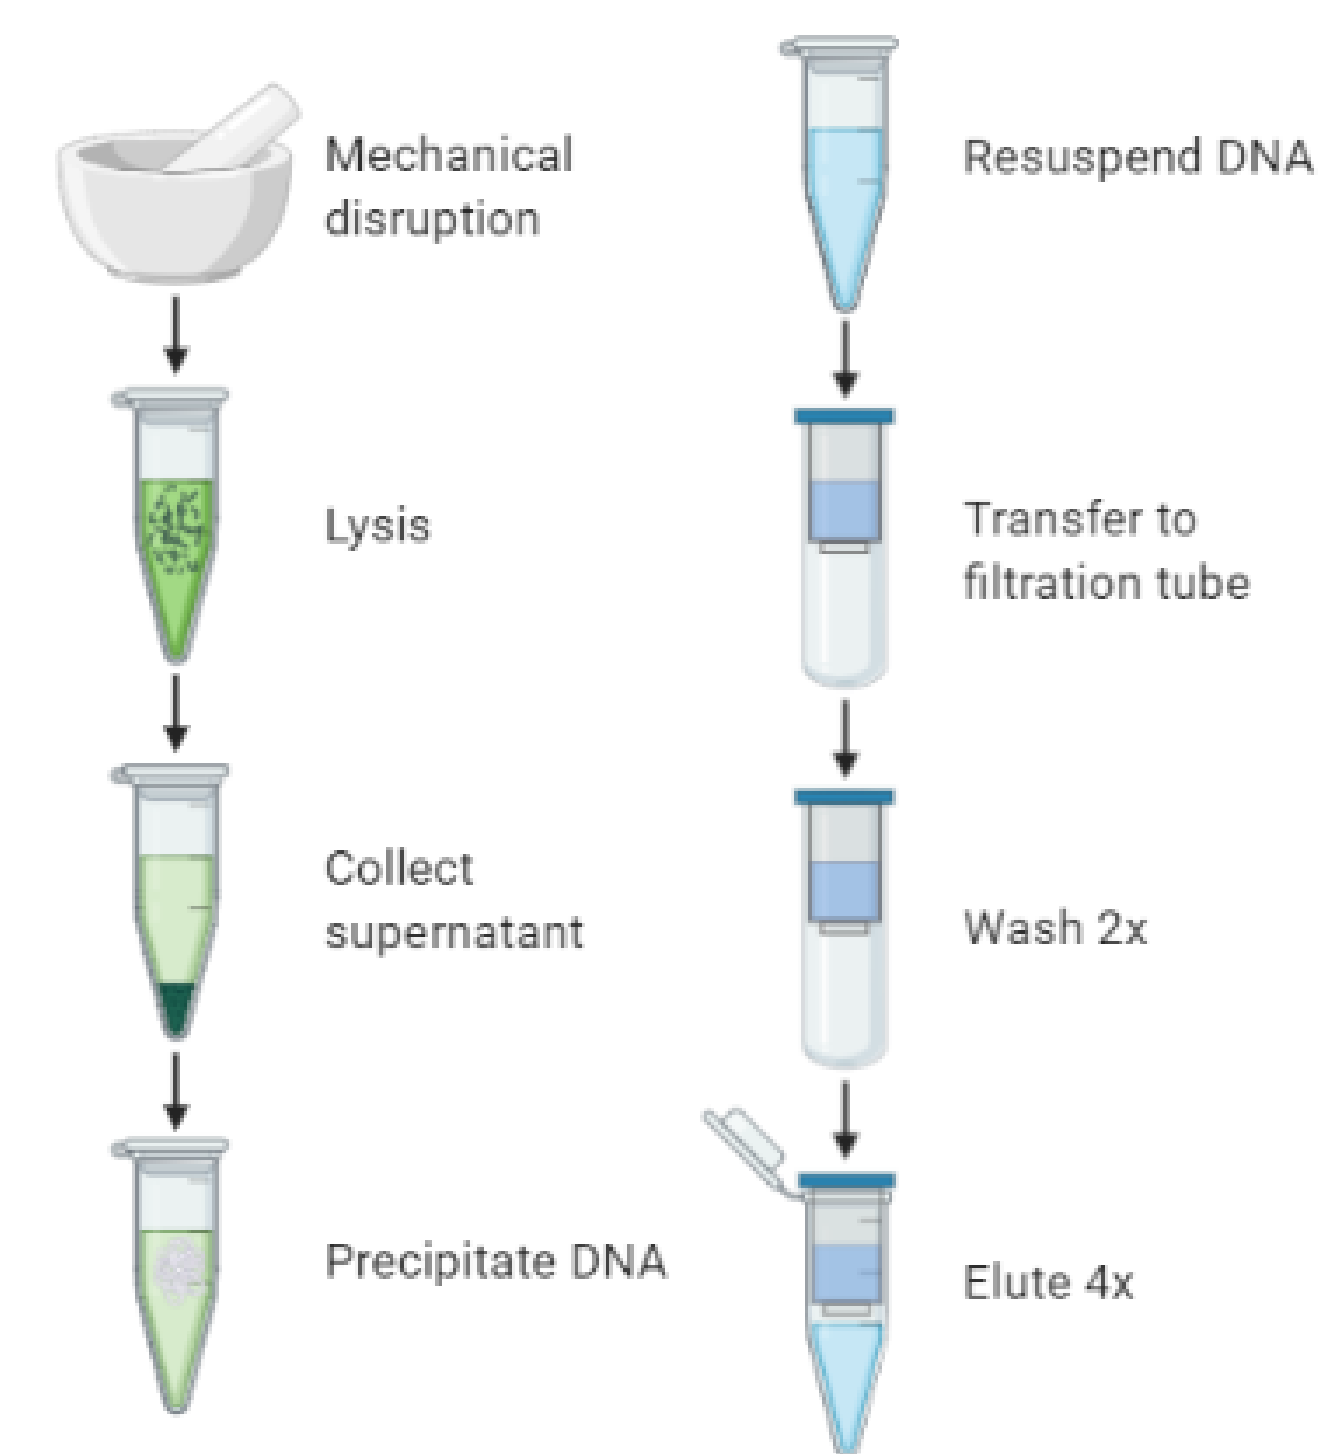 Mechanical
disruption
Lysis
Collect
supernatant
Precipitate DNA
Resuspend DNA
Transfer to
filtration tube
Wash 2x
Elute 4x